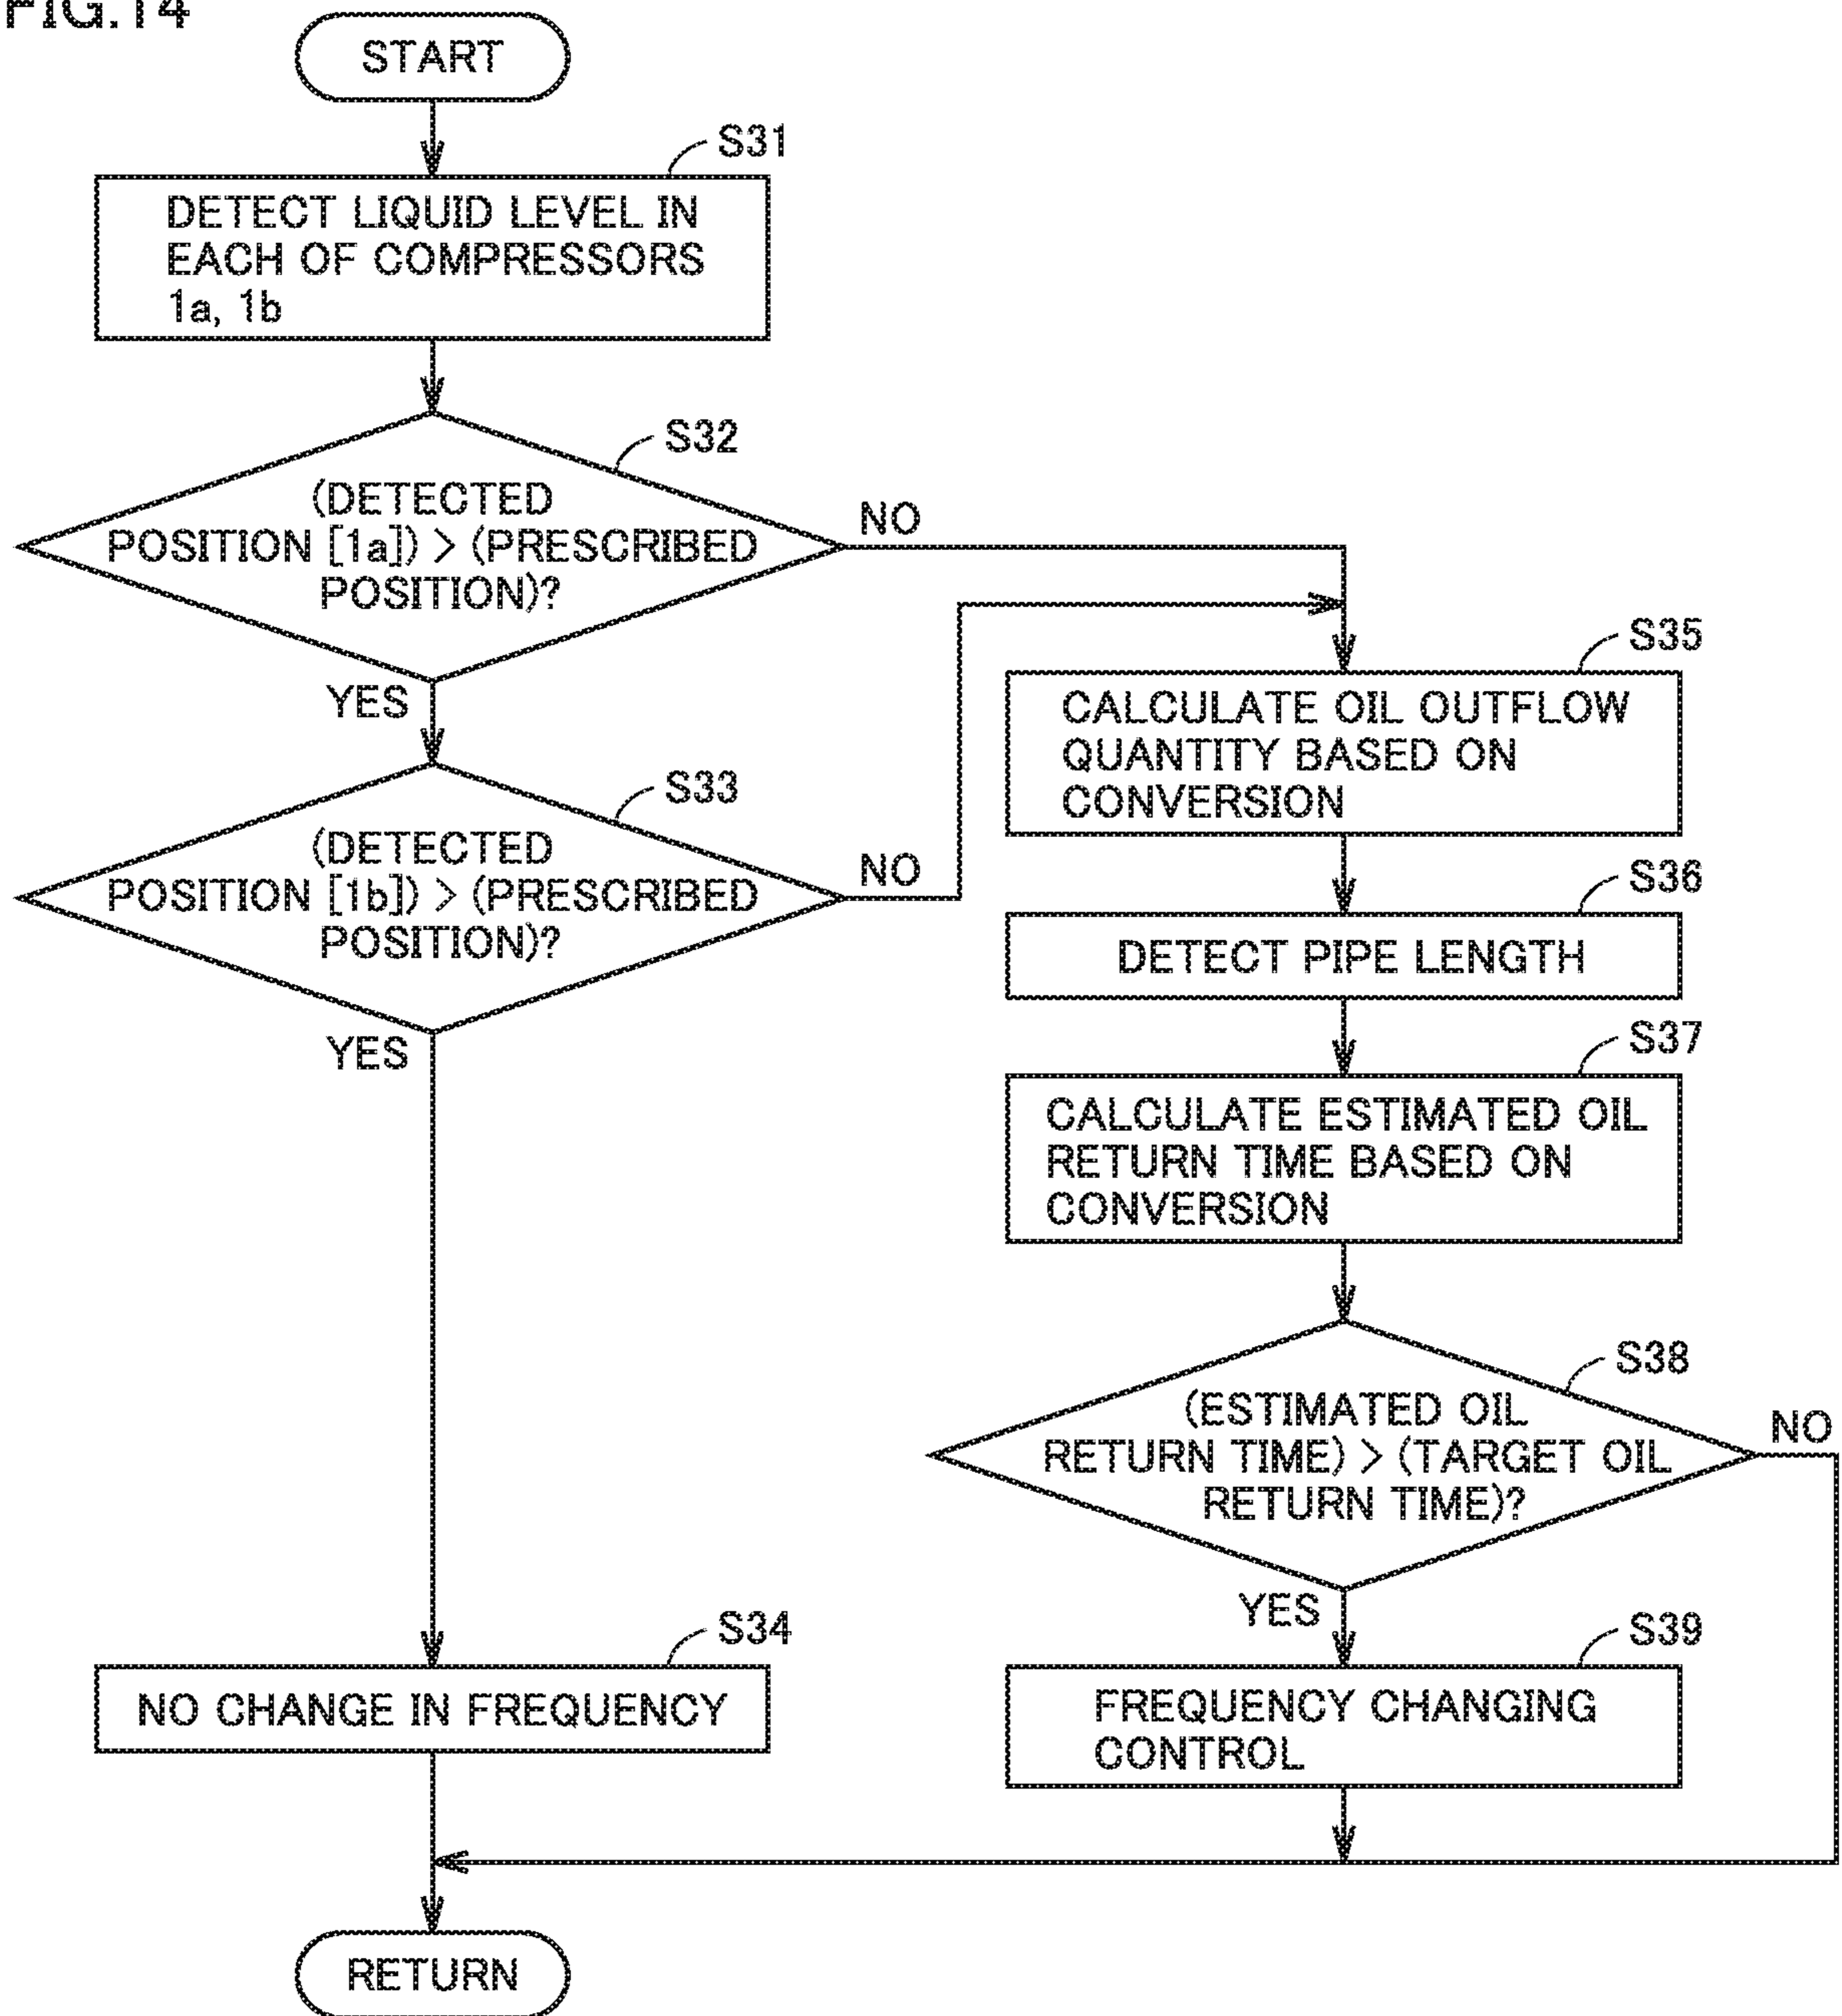 FIG.14
START
S31
DETECT LIQUID LEVEL IN
EACH OF COMPRESSORS
1a, 1b
S32
(DETECTED
POSITION [1a]) > (PRESCRIBED
POSITION)?
NO
YES
S33
(DETECTED
POSITION [1b]) > (PRESCRIBED
POSITION)?
NO
YES
S34
NO CHANGE IN FREQUENCY
S35
CALCULATE OIL OUTFLOW
QUANTITY BASED ON
CONVERSION
S36
DETECT PIPE LENGTH
S37
CALCULATE ESTIMATED OIL
RETURN TIME BASED ON
CONVERSION
S38
(ESTIMATED OIL
RETURN TIME) > (TARGET OIL
RETURN TIME)?
NO
YES
S39
FREQUENCY CHANGING
CONTROL
RETURN